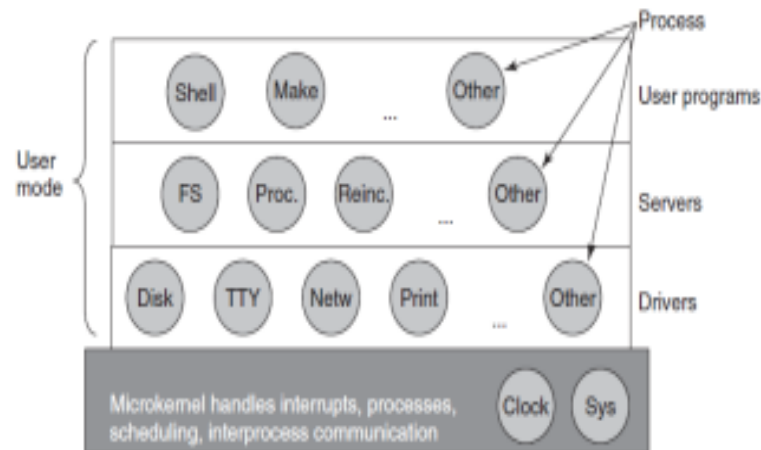 Process
Shell Make ... Other User programs
User mode
FS Proc. Reinc. ... Other Servers
Disk TTY Netw Print ... Other Drivers
Microkernel handles interrupts, processes,
scheduling, interprocess communication
Clock Sys